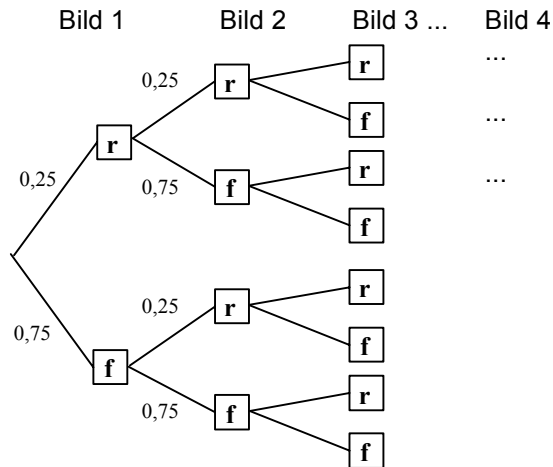 Bild 1 Bild 2 Bild 3 ... Bild 4
r ...
0,25 r
f ...
r
0,25 0,75 f r ...
f
0,75 0,25 r r
f
f
0,75 f r
f